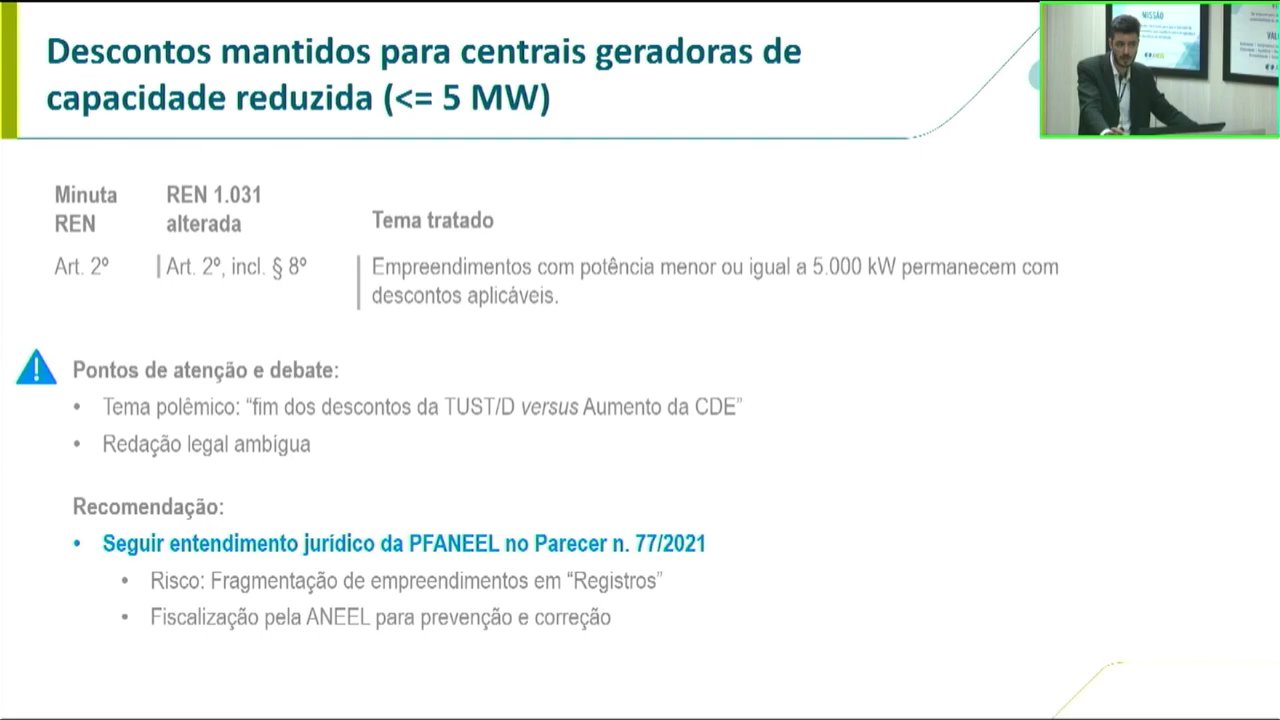 Descontos mantidos para centrais geradoras de
capacidade reduzida (<= 5 MW)
MISSÃO
Minuta
REN
REN 1.031
alterada
Tema tratado
Art. 2º
Art. 2º, incl. § 8º
Empreendimentos com potência menor ou igual a 5.000 kW permanecem com
descontos aplicáveis.
Pontos de atenção e debate:
• Tema polêmico: “fim dos descontos da TUST/D versus Aumento da CDE”
• Redação legal ambígua
Recomendação:
• Seguir entendimento jurídico da PFANEEL no Parecer n. 77/2021
• Risco: Fragmentação de empreendimentos em “Registros”
• Fiscalização pela ANEEL para prevenção e correção